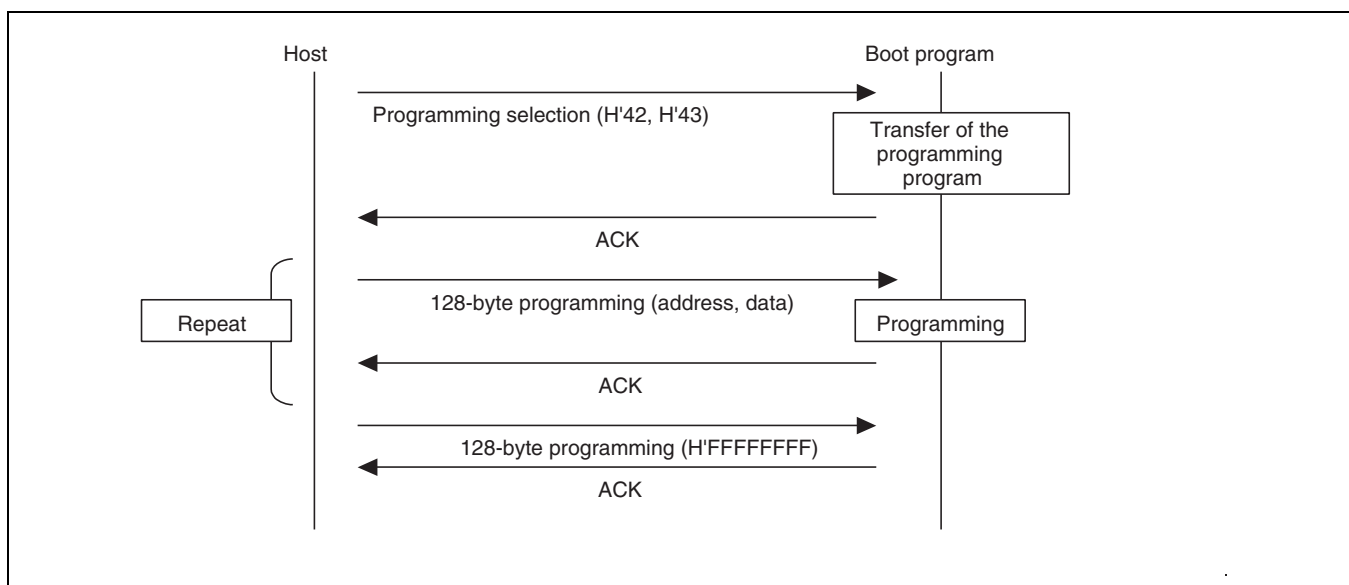 Host
Boot program
Programming selection (H'42, H'43)
Transfer of the
programming
program
ACK
128-byte programming (address, data)
Repeat
Programming
ACK
128-byte programming (H'FFFFFFFF)
ACK